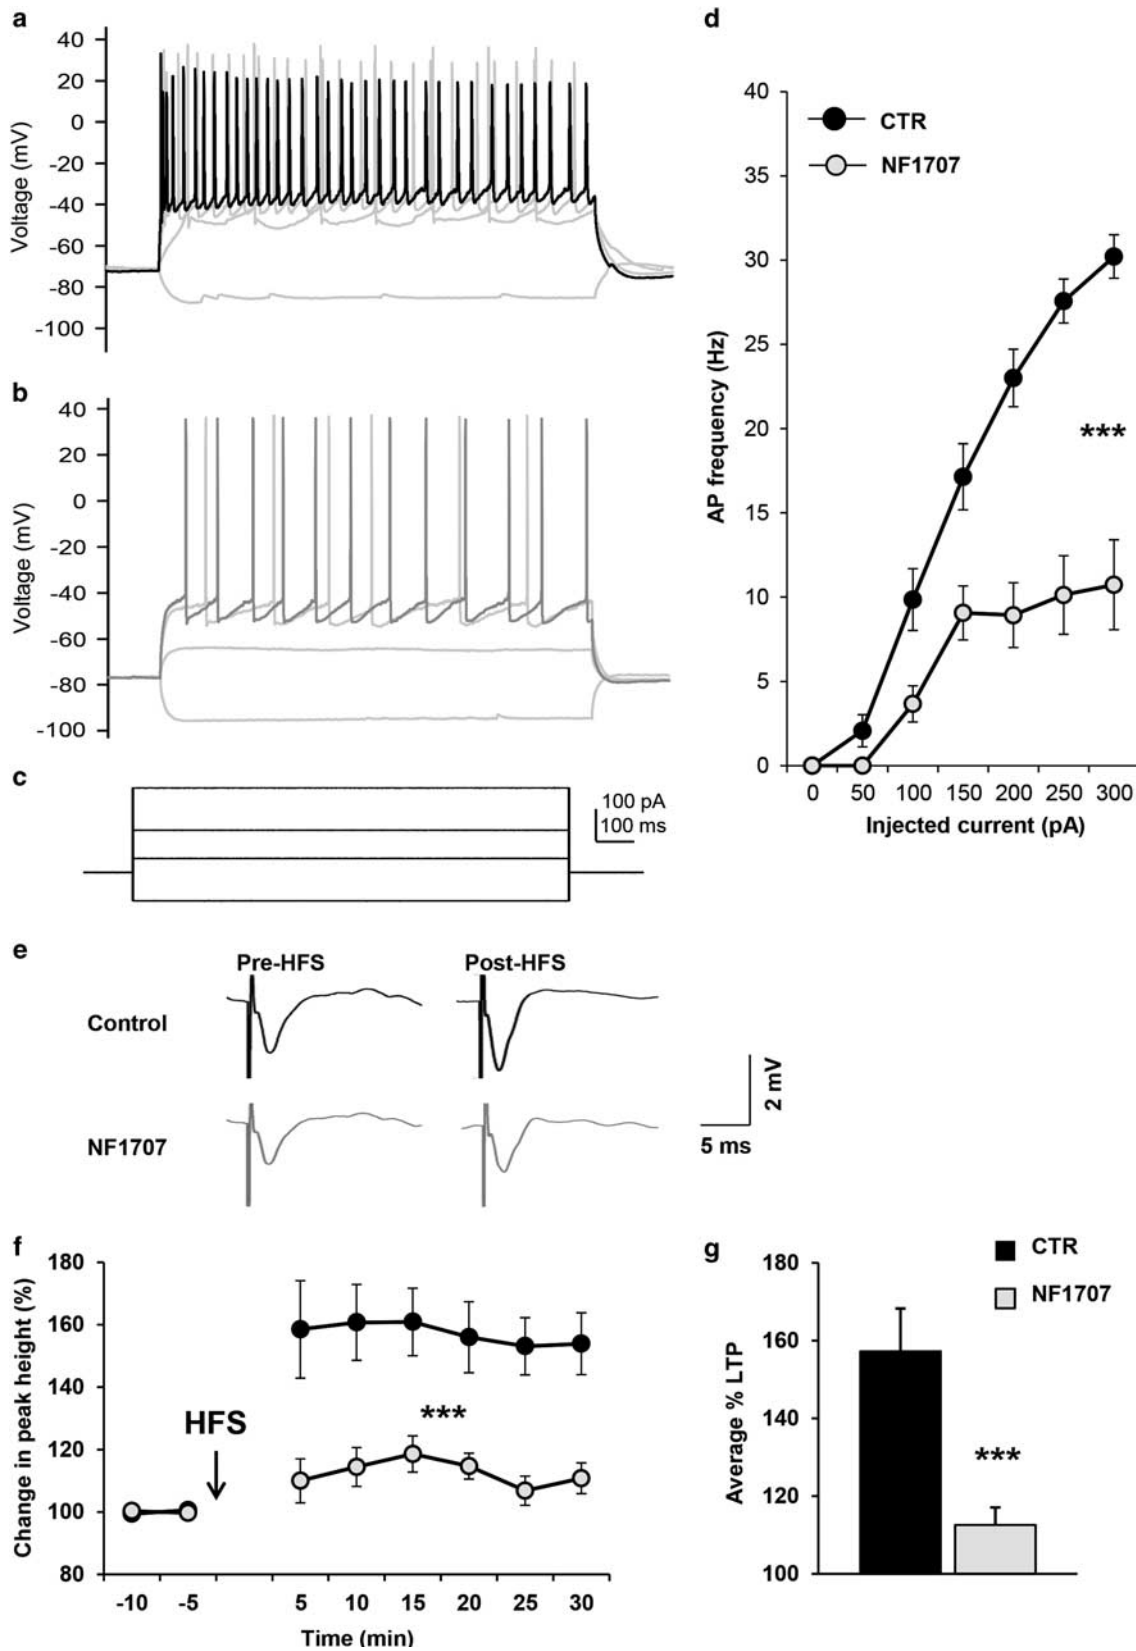 a
Voltage (mV)
40
20
0
-20
-40
-60
-80
-100
b
Voltage (mV)
40
20
0
-20
-40
-60
-80
-100
c
100 pA
100 ms
d
AP frequency (Hz)
40
35
30
25
20
15
10
5
0
CTR
NF1707
***
0 50 100 150 200 250 300
Injected current (pA)
e
Pre-HFS Post-HFS
Control
NF1707
2 mV
5 ms
f
Change in peak height (%)
180
160
140
120
100
80
HFS
***
-10 -5 5 10 15 20 25 30
Time (min)
g
Average % LTP
180
160
140
120
100
CTR
NF1707
***